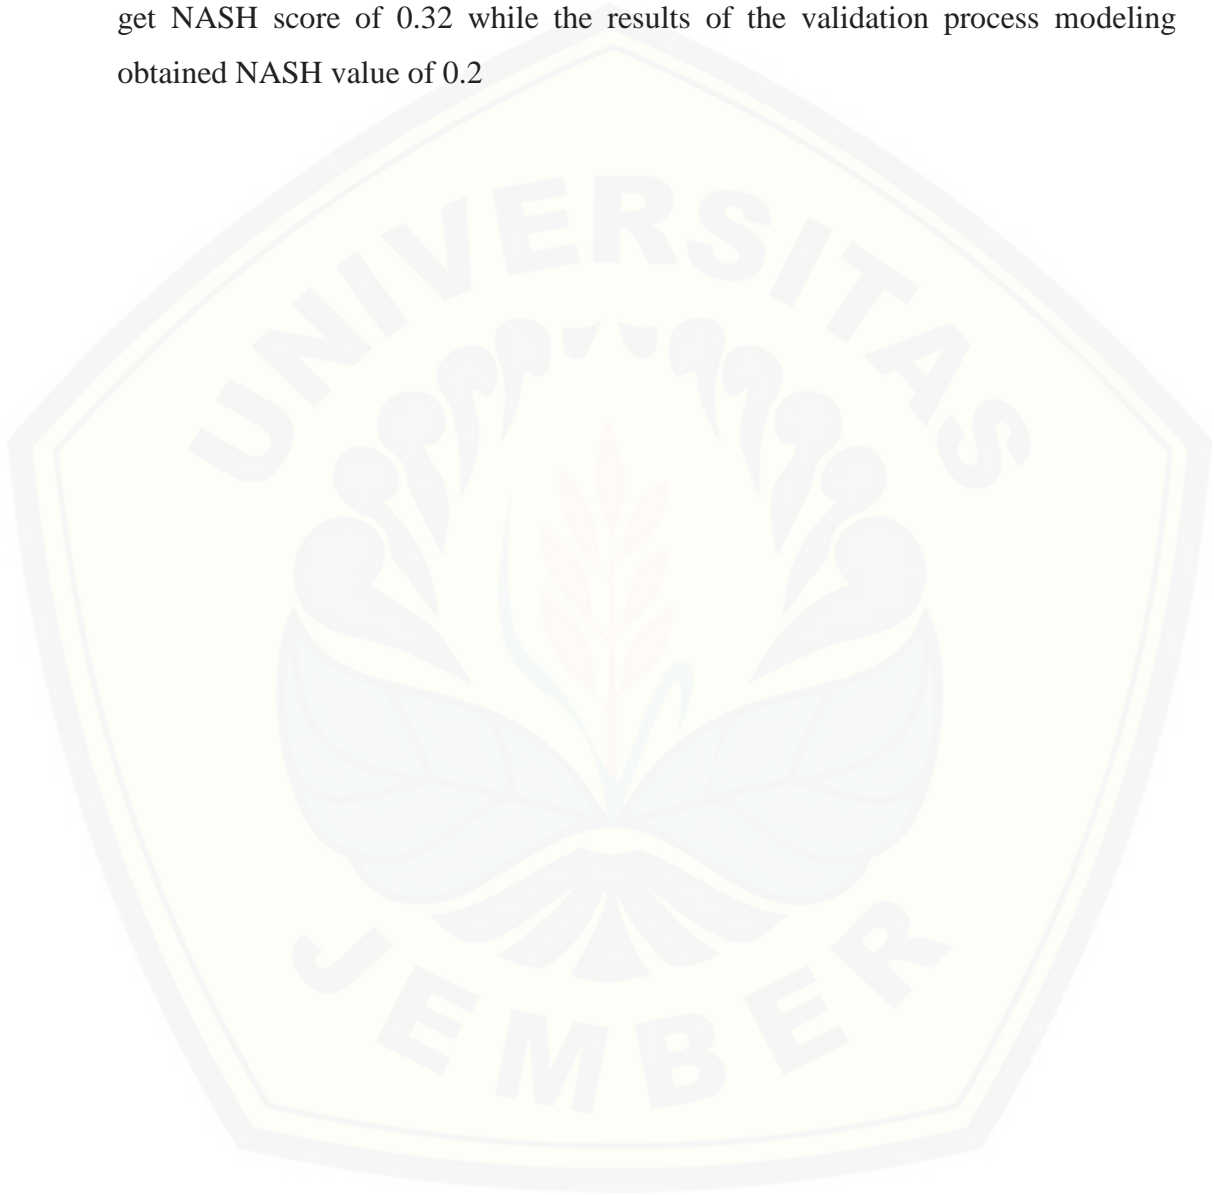 get NASH score of 0.32 while the results of the validation process modeling
obtained NASH value of 0.2
UNIVERSITAS
JEMBER